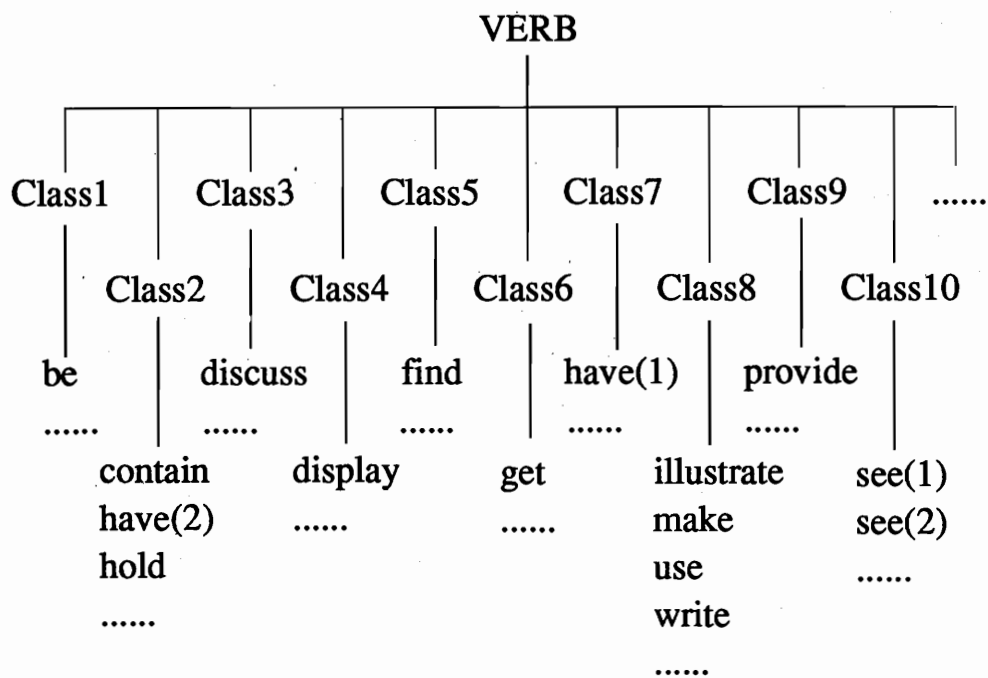 VERB
Class1 Class3 Class5 Class7 Class9 ......
Class2 Class4 Class6 Class8 Class10
be discuss find have(1) provide
...... ...... ...... ...... ......
contain display get illustrate see(1)
have(2) ...... ...... make see(2)
hold use ......
...... write
......